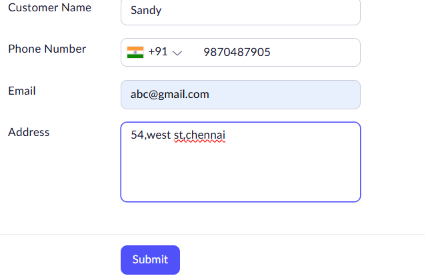 Customer Name Sandy
Phone Number +91 9870487905
Email abc@gmail.com
Address 54,west st,chennai
Submit